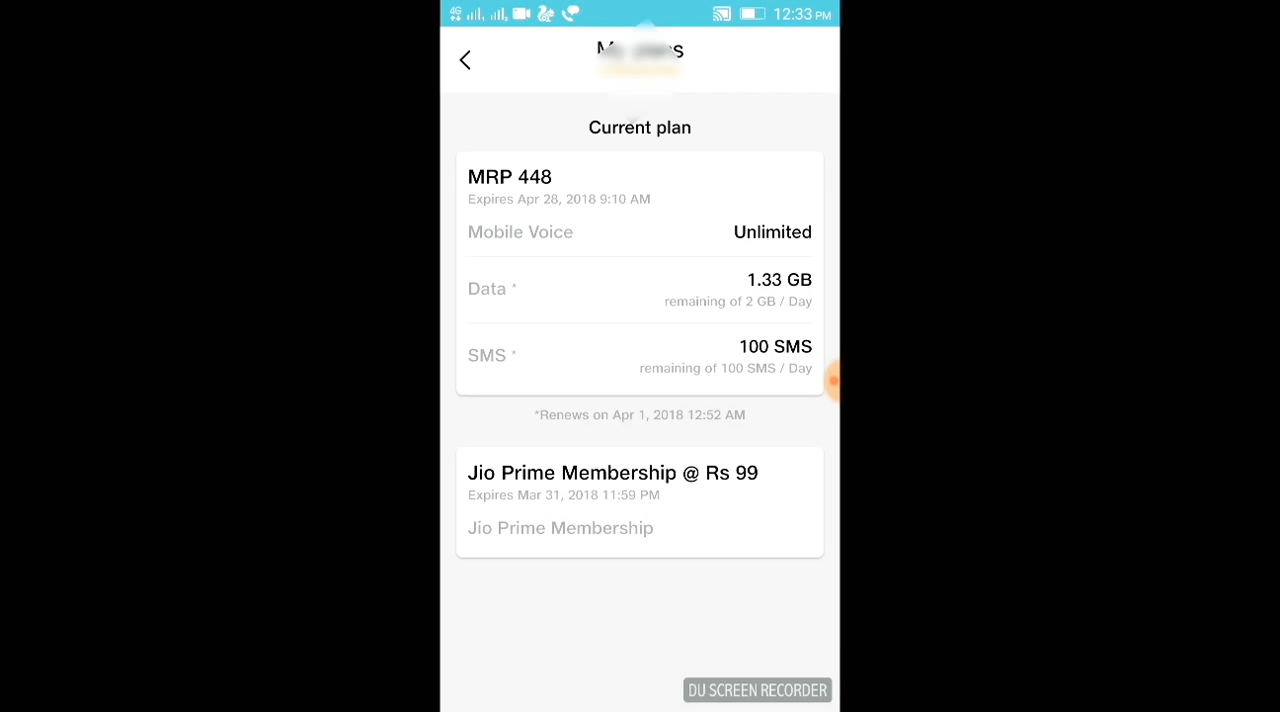 4G 12:33 PM
Current plan
MRP 448
Expires Apr 28, 2018 9:10 AM
Mobile Voice Unlimited
Data * 1.33 GB
remaining of 2 GB / Day
SMS * 100 SMS
remaining of 100 SMS / Day
*Renews on Apr 1, 2018 12:52 AM
Jio Prime Membership @ Rs 99
Expires Mar 31, 2018 11:59 PM
Jio Prime Membership
DU SCREEN RECORDER